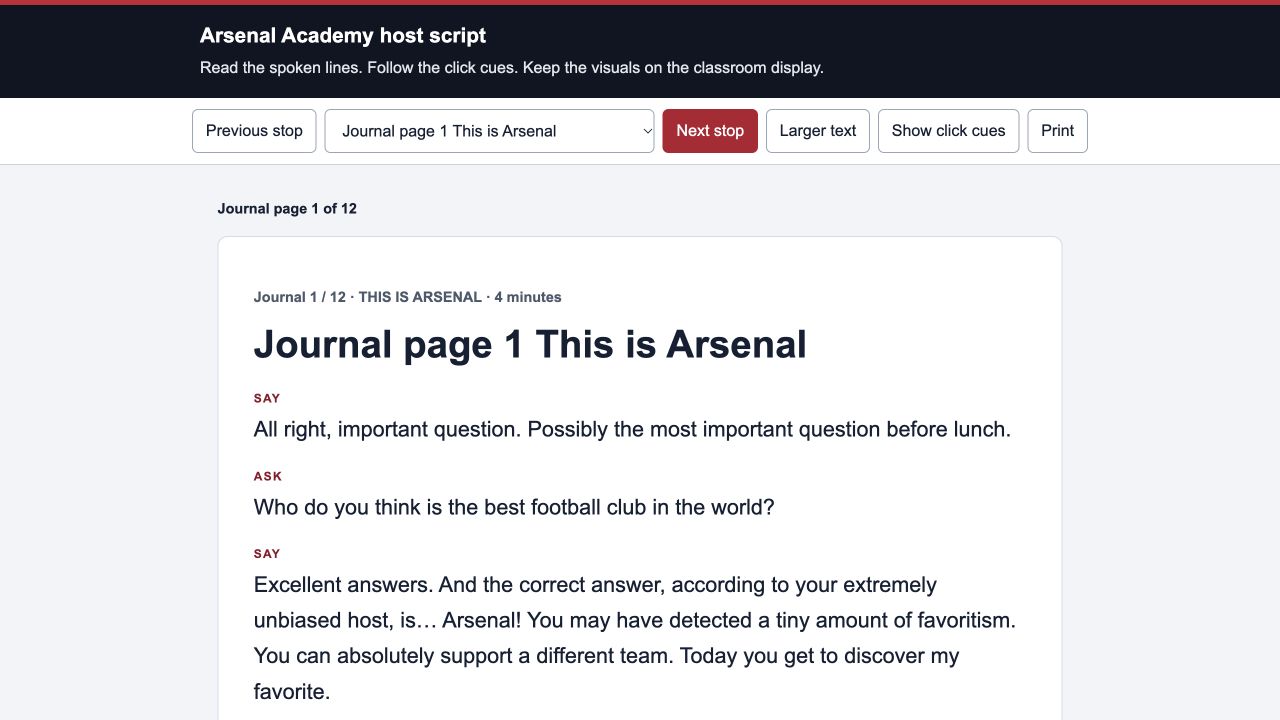 Arsenal Academy host script
Read the spoken lines. Follow the click cues. Keep the visuals on the classroom display.
Previous stop
Journal page 1 This is Arsenal
Next stop
Larger text
Show click cues
Print
Journal page 1 of 12
Journal 1 / 12 · THIS IS ARSENAL · 4 minutes
Journal page 1 This is Arsenal
SAY
All right, important question. Possibly the most important question before lunch.
ASK
Who do you think is the best football club in the world?
SAY
Excellent answers. And the correct answer, according to your extremely
unbiased host, is… Arsenal! You may have detected a tiny amount of favoritism.
You can absolutely support a different team. Today you get to discover my
favorite.